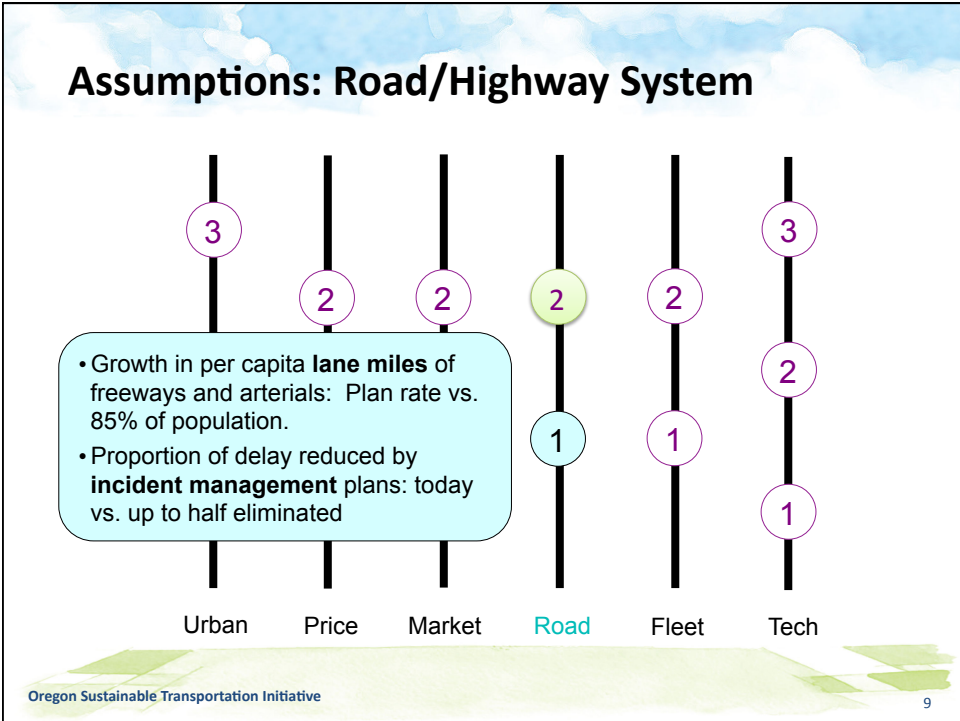 Assumptions: Road/Highway System
3
3
2
2
2
2
• Growth in per capita lane miles of
freeways and arterials:  Plan rate vs.
85% of population.
• Proportion of delay reduced by
incident management plans: today
vs. up to half eliminated
2
1
1
1
Urban
Price
Market
Road
Fleet
Tech
Oregon Sustainable Transportation Initiative
9